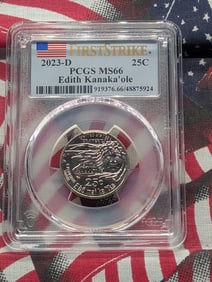 FIRSTSTRIKE
2023-D 25C
PCGS MS66
Edith Kanaka'ole
919376.66/48875924